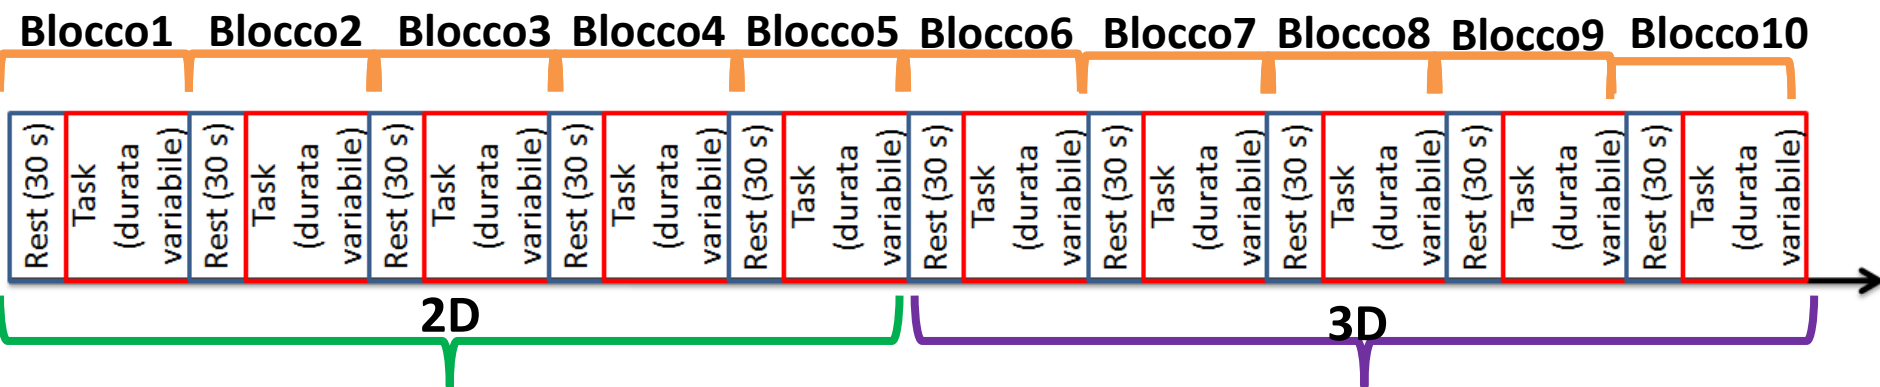 Blocco1 Blocco2 Blocco3 Blocco4 Blocco5 Blocco6 Blocco7 Blocco8 Blocco9 Blocco10
Rest (30 s)
Task
(durata
variabile)
Rest (30 s)
Task
(durata
variabile)
Rest (30 s)
Task
(durata
variabile)
Rest (30 s)
Task
(durata
variabile)
Rest (30 s)
Task
(durata
variabile)
Rest (30 s)
Task
(durata
variabile)
Rest (30 s)
Task
(durata
variabile)
Rest (30 s)
Task
(durata
variabile)
Rest (30 s)
Task
(durata
variabile)
Rest (30 s)
Task
(durata
variabile)
2D
3D